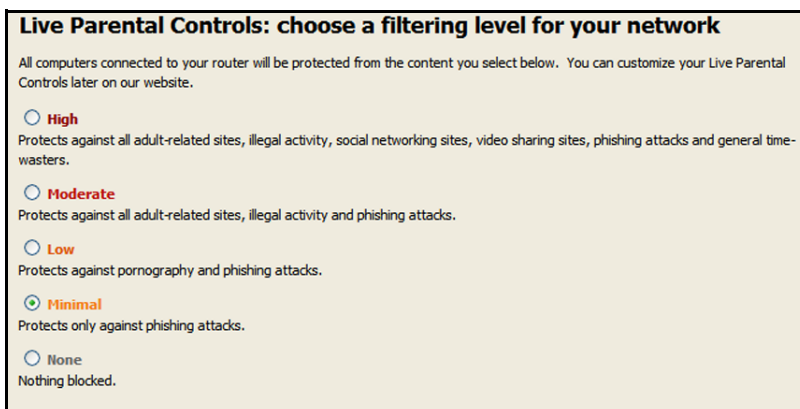 Live Parental Controls: choose a filtering level for your network
All computers connected to your router will be protected from the content you select below.  You can customize your Live Parental
Controls later on our website.
High
Protects against all adult-related sites, illegal activity, social networking sites, video sharing sites, phishing attacks and general time-
wasters.
Moderate
Protects against all adult-related sites, illegal activity and phishing attacks.
Low
Protects against pornography and phishing attacks.
Minimal
Protects only against phishing attacks.
None
Nothing blocked.